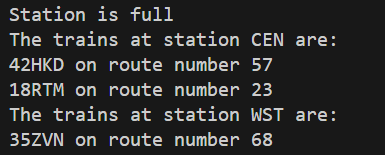 Station is full
The trains at station CEN are:
42HKD on route number 57
18RTM on route number 23
The trains at station WST are:
35ZVN on route number 68